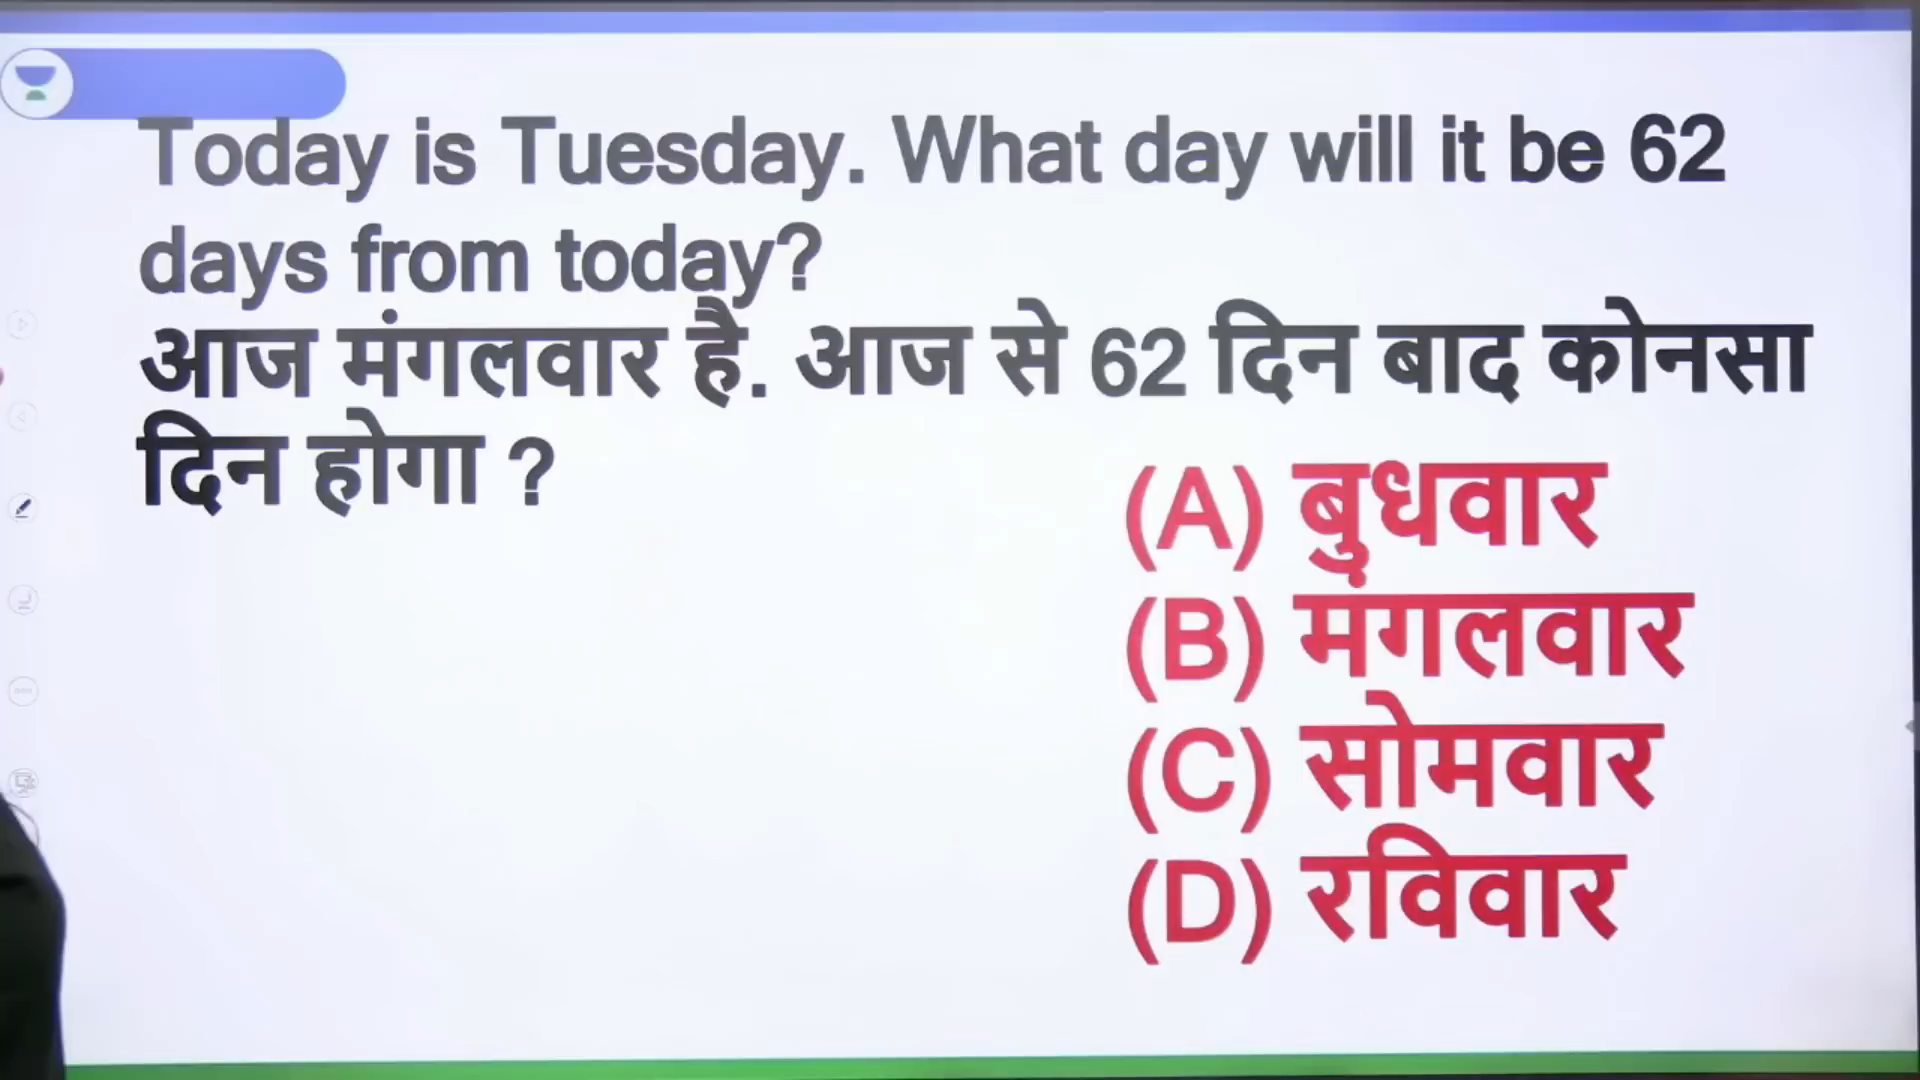 Today is Tuesday. What day will it be 62
days from today?
आज मंगलवार है. आज से 62 दिन बाद कोनसा
दिन होगा ?
(A) बुधवार
(B) मंगलवार
(C) सोमवार
(D) रविवार